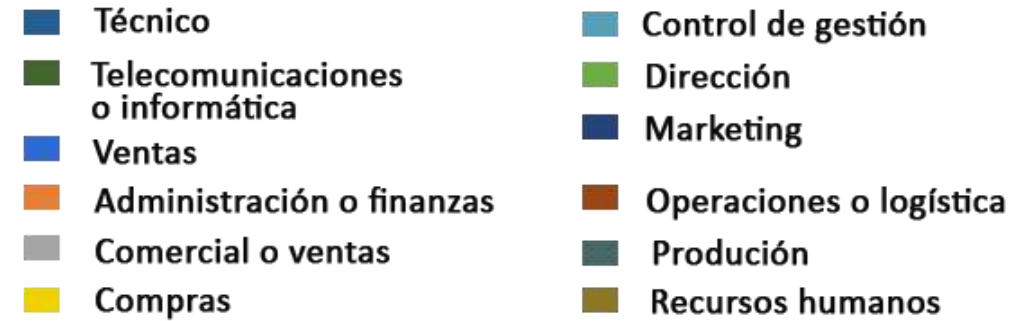 Técnico
Telecomunicaciones
o informática
Ventas
Administración o finanzas
Comercial o ventas
Compras
Control de gestión
Dirección
Marketing
Operaciones o logística
Produción
Recursos humanos